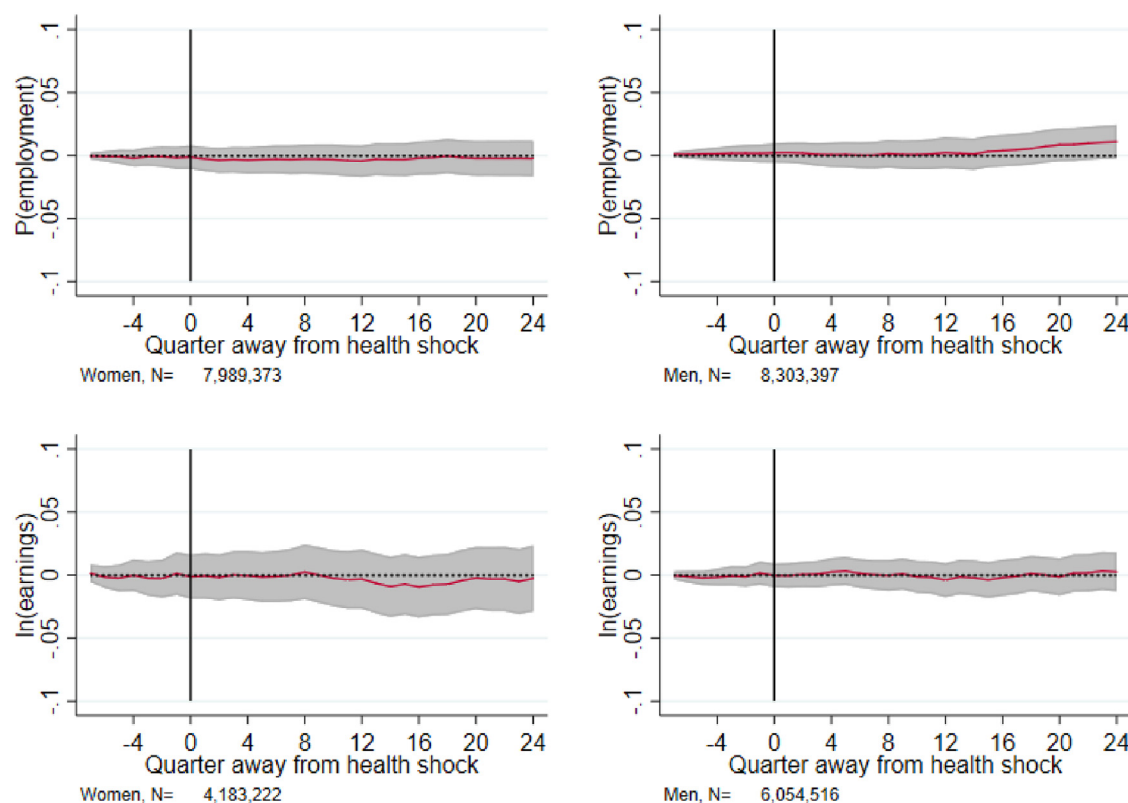 P(employment)
.1
.05
0
-.05
-.1
-4 0 4 8 12 16 20 24
Quarter away from health shock
Women, N= 7,989,373
P(employment)
.1
.05
0
-.05
-.1
-4 0 4 8 12 16 20 24
Quarter away from health shock
Men, N= 8,303,397
ln(earnings)
.1
.05
0
-.05
-.1
-4 0 4 8 12 16 20 24
Quarter away from health shock
Women, N= 4,183,222
ln(earnings)
.1
.05
0
-.05
-.1
-4 0 4 8 12 16 20 24
Quarter away from health shock
Men, N= 6,054,516